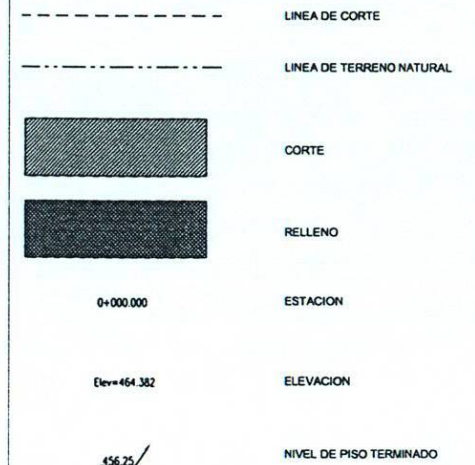 LINEA DE CORTE
LINEA DE TERRENO NATURAL
CORTE
RELLENO
0+000.000 ESTACION
Elev=464.382 ELEVACION
456.25 NIVEL DE PISO TERMINADO